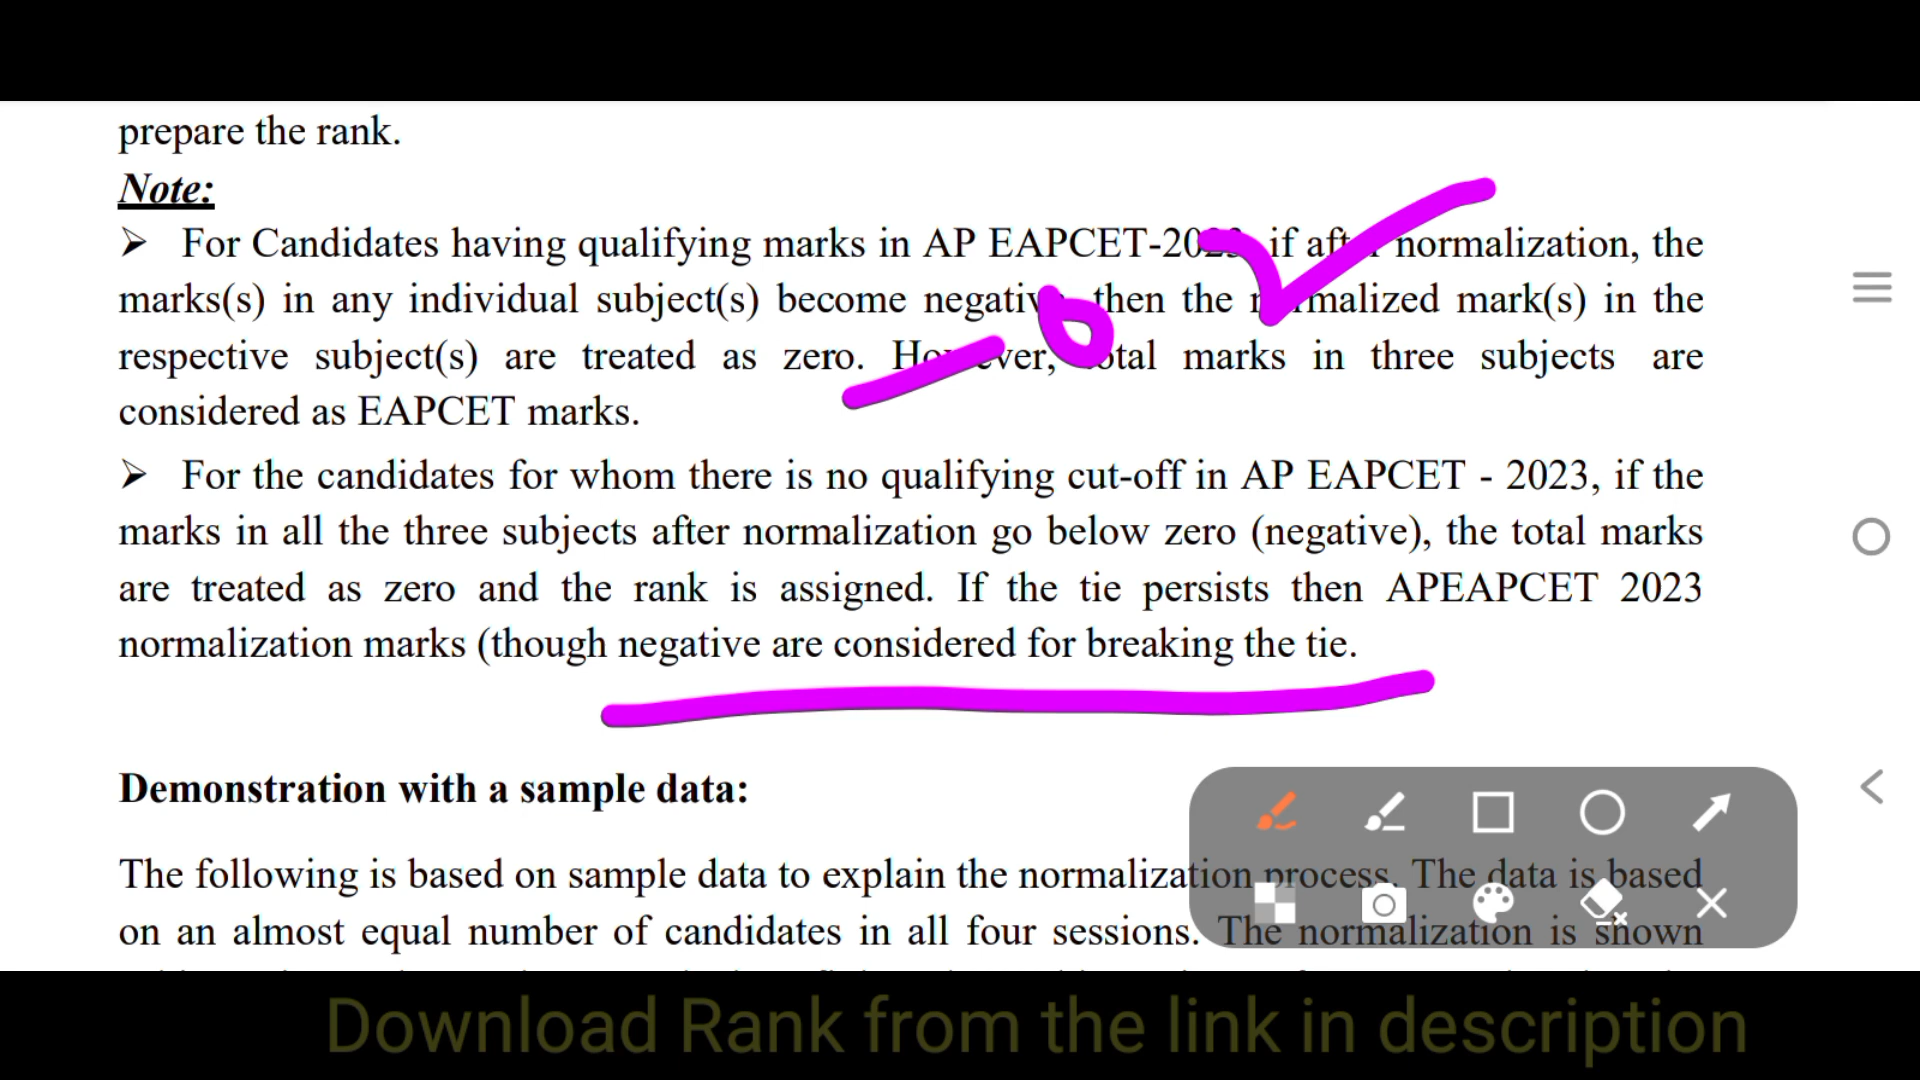 prepare the rank.
Note:
➢ For Candidates having qualifying marks in AP EAPCET-2023, if after normalization, the
marks(s) in any individual subject(s) become negative, then the normalized mark(s) in the
respective subject(s) are treated as zero. However, total marks in three subjects are
considered as EAPCET marks.
➢ For the candidates for whom there is no qualifying cut-off in AP EAPCET - 2023, if the
marks in all the three subjects after normalization go below zero (negative), the total marks
are treated as zero and the rank is assigned. If the tie persists then APEAPCET 2023
normalization marks (though negative are considered for breaking the tie.
Demonstration with a sample data:
The following is based on sample data to explain the normalization process. The data is based
on an almost equal number of candidates in all four sessions. The normalization is shown
Download Rank from the link in description